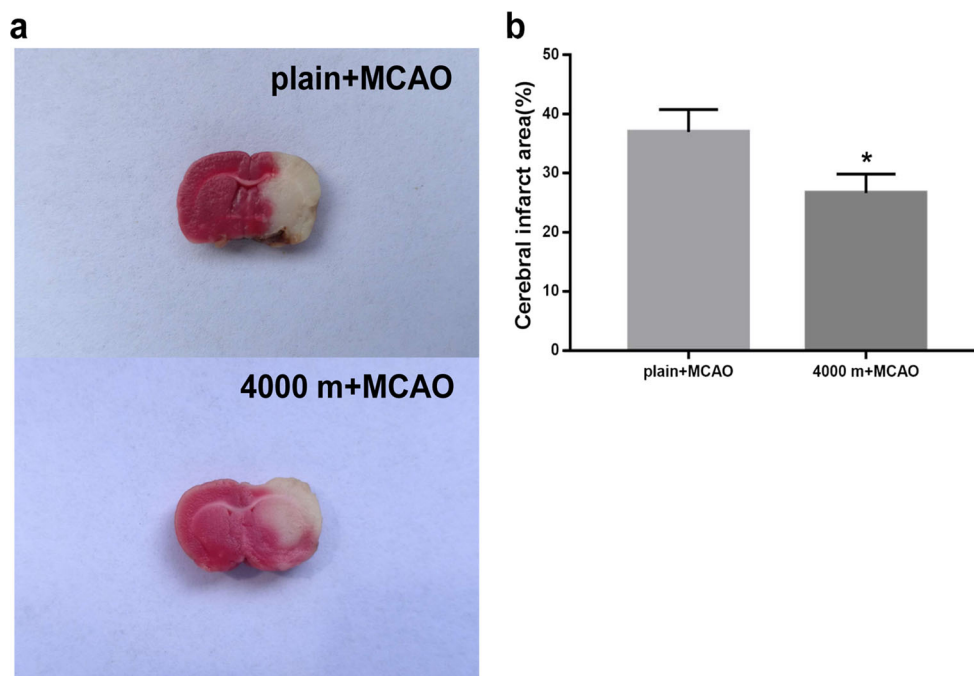 a
plain+MCAO
4000 m+MCAO
b
Cerebral infarct area(%)
50
40
30
20
10
0
*
plain+MCAO
4000 m+MCAO